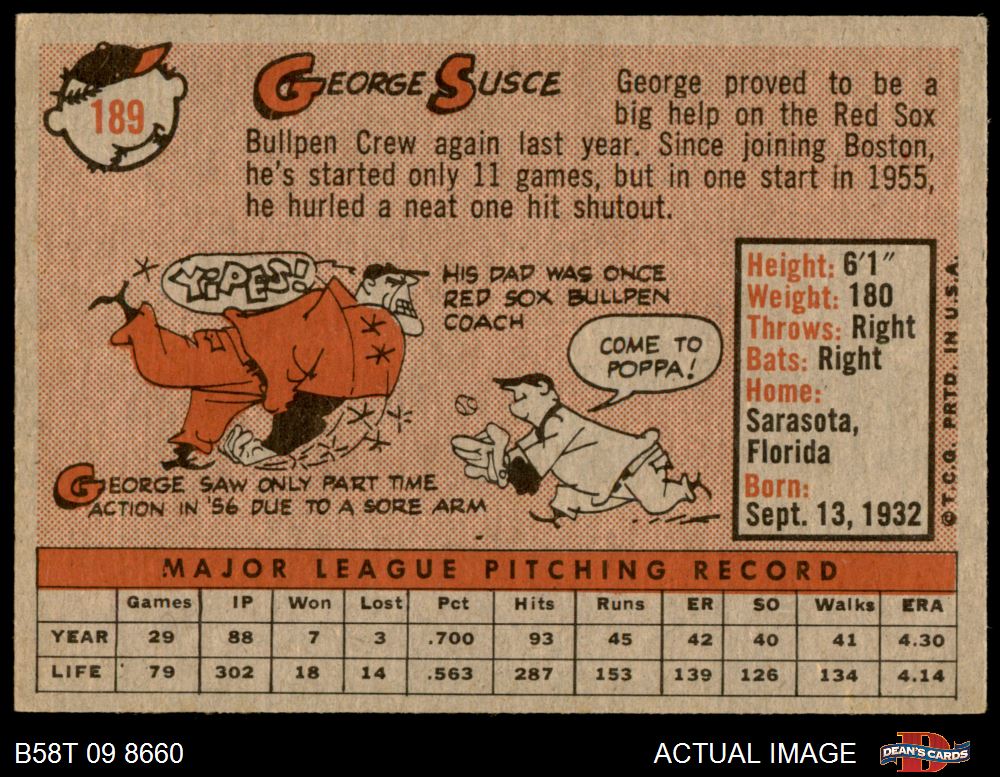 189
GEORGE SUSCE
George proved to be a
big help on the Red Sox
Bullpen Crew again last year. Since joining Boston,
he's started only 11 games, but in one start in 1955,
he hurled a neat one hit shutout.
YIPES!
HIS DAD WAS ONCE
RED SOX BULLPEN
COACH
COME TO
POPPA!
GEORGE SAW ONLY PART TIME
ACTION IN '56 DUE TO A SORE ARM
Height: 6'1"
Weight: 180
Throws: Right
Bats: Right
Home:
Sarasota,
Florida
Born:
Sept. 13, 1932
© T.C.G. PRTD. IN U.S.A.
MAJOR LEAGUE PITCHING RECORD
Games IP Won Lost Pct Hits Runs ER SO Walks ERA
YEAR 29 88 7 3 .700 93 45 42 40 41 4.30
LIFE 79 302 18 14 .563 287 153 139 126 134 4.14
B58T 09 8660
ACTUAL IMAGE
DEAN'S CARDS